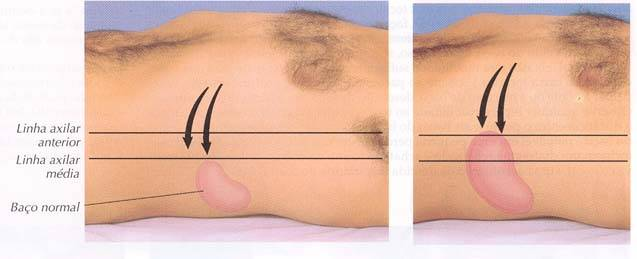 Linha axilar
anterior
Linha axilar
média
Baço normal